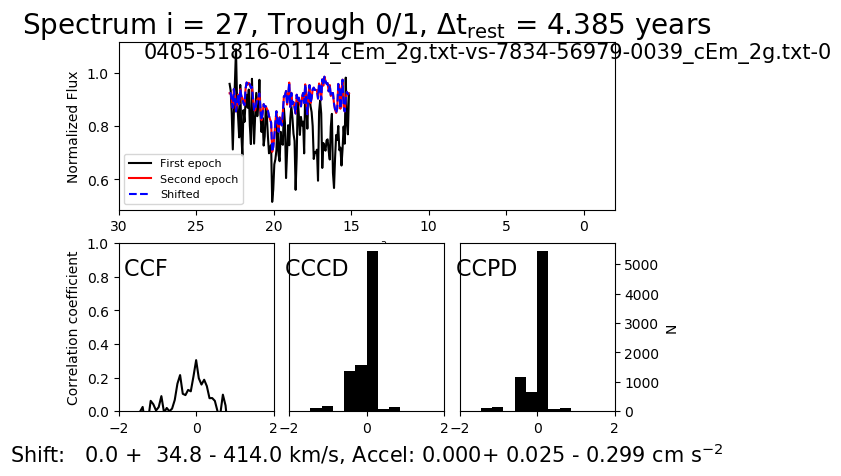 Spectrum i = 27, Trough 0/1, Δt_rest = 4.385 years
0405-51816-0114_cEm_2g.txt-vs-7834-56979-0039_cEm_2g.txt-0
Normalized Flux
1.0
0.8
0.6
First epoch
Second epoch
Shifted
30 25 20 15 10 5 0
Correlation coefficient
1.0
0.8
0.6
0.4
0.2
0.0
CCF
CCCD
CCPD
5000
4000
3000
2000
1000
0
N
−2 0 2
−2 0 2
−2 0 2
Shift: 0.0 + 34.8 - 414.0 km/s, Accel: 0.000+ 0.025 - 0.299 cm s⁻²